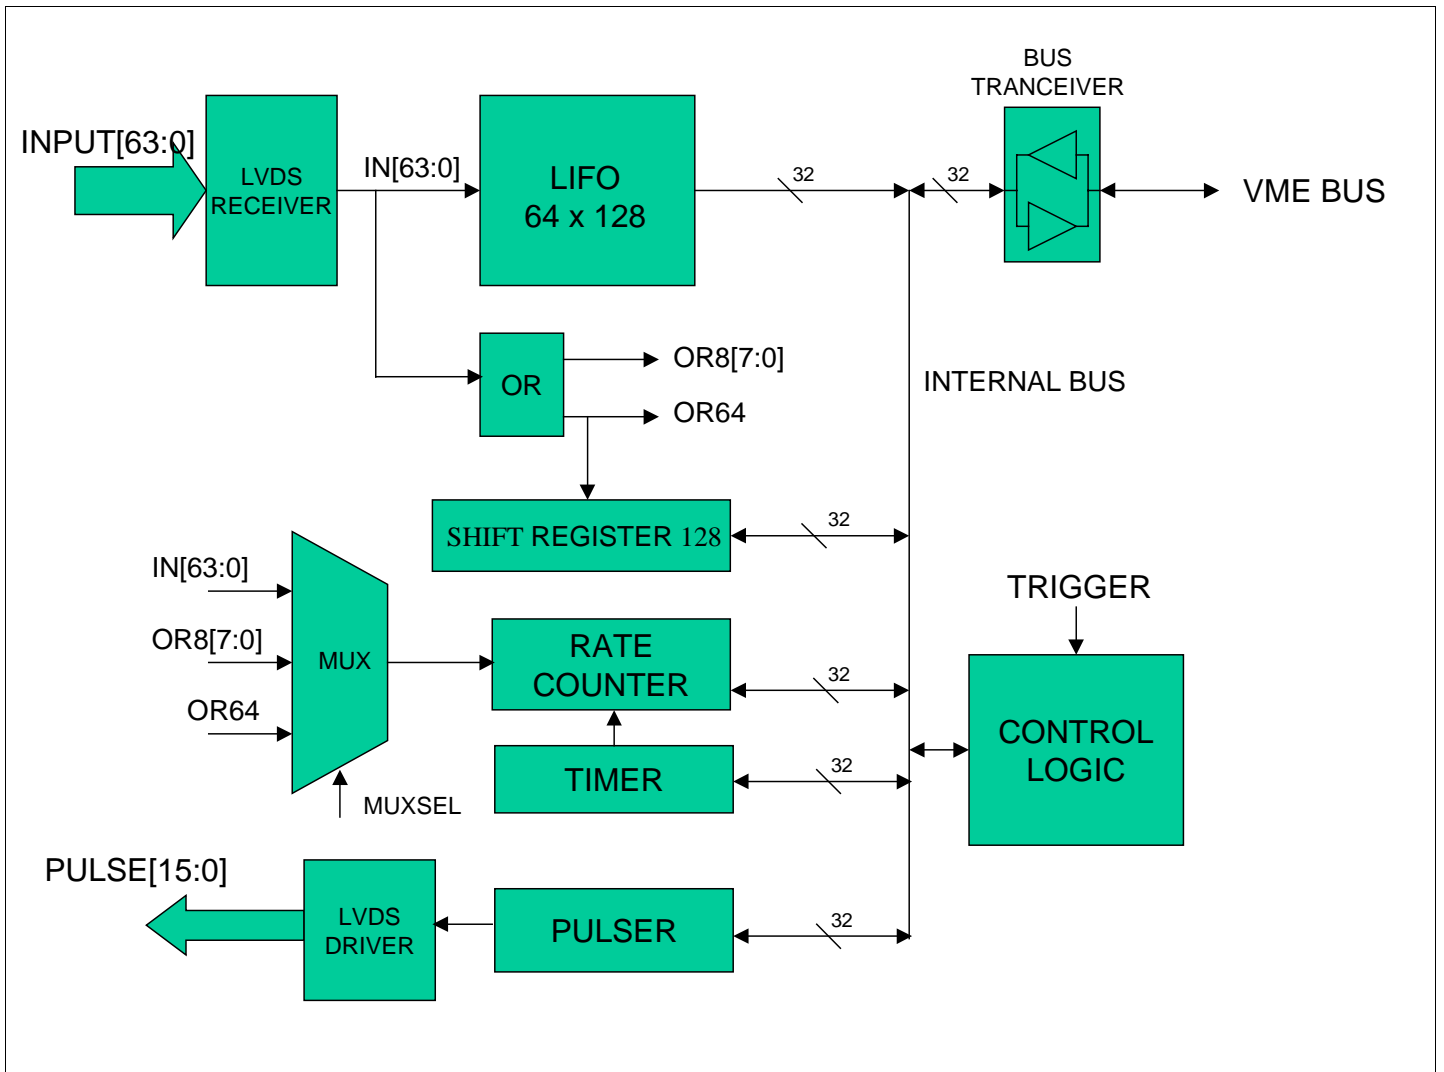 BUS
TRANCEIVER
INPUT[63:0]
LVDS
RECEIVER
IN[63:0]
LIFO
64 x 128
32
32
VME BUS
OR
OR8[7:0]
OR64
INTERNAL BUS
SHIFT REGISTER 128
32
IN[63:0]
OR8[7:0]
OR64
MUX
MUXSEL
RATE
COUNTER
32
TIMER
32
TRIGGER
CONTROL
LOGIC
PULSE[15:0]
LVDS
DRIVER
PULSER
32